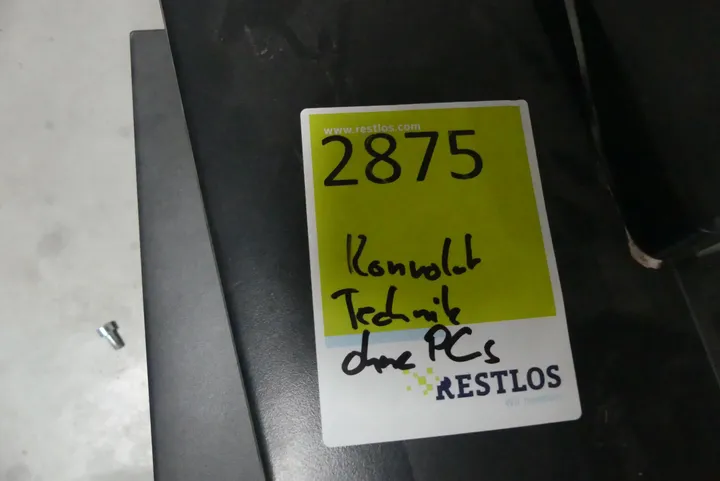 www.restlos.com
2875
Konvolut
Technik
ohne PCs
RESTLOS